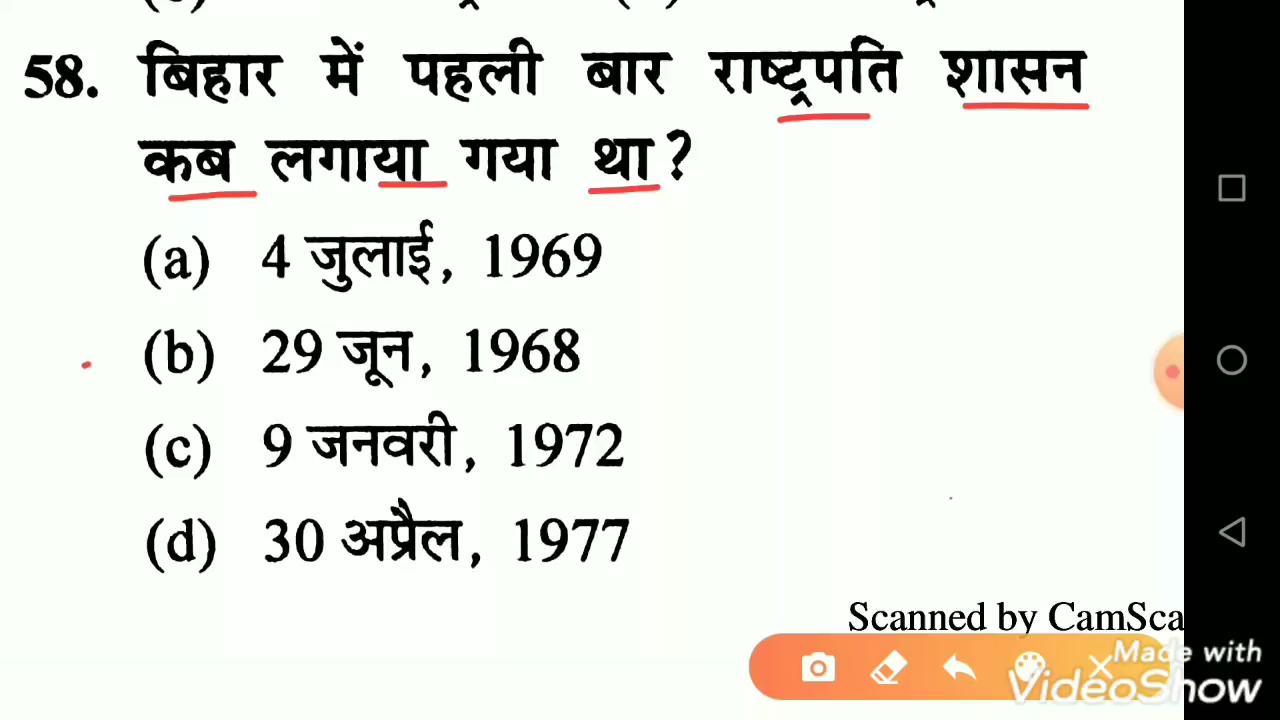 58. बिहार में पहली बार राष्ट्रपति शासन
कब लगाया गया था?
(a) 4 जुलाई, 1969
(b) 29 जून, 1968
(c) 9 जनवरी, 1972
(d) 30 अप्रैल, 1977
Scanned by CamSca
Made with
VideoShow